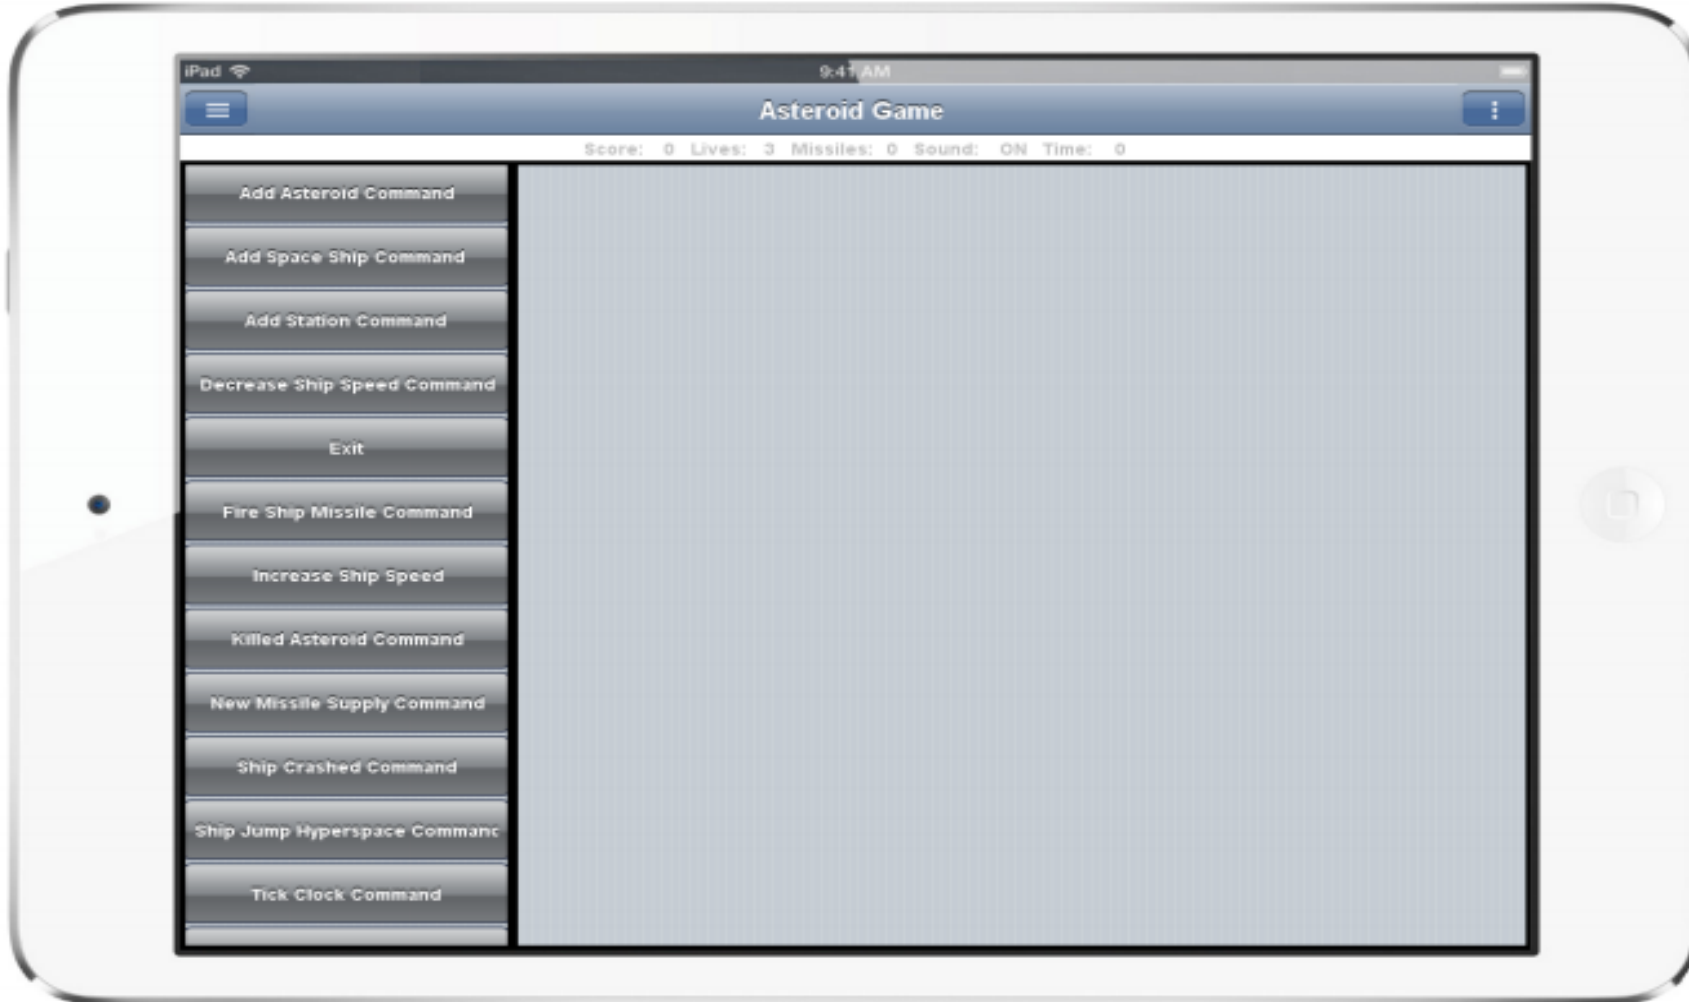 iPad 9:41 AM
Asteroid Game
Score: 0 Lives: 3 Missiles: 0 Sound: ON Time: 0
Add Asteroid Command
Add Space Ship Command
Add Station Command
Decrease Ship Speed Command
Exit
Fire Ship Missile Command
Increase Ship Speed
Killed Asteroid Command
New Missile Supply Command
Ship Crashed Command
Ship Jump Hyperspace Comman
Tick Clock Command